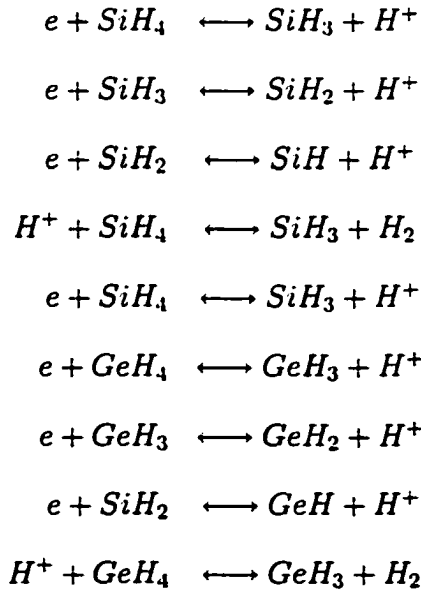 e + SiH₄ ⟷ SiH₃ + H⁺
e + SiH₃ ⟷ SiH₂ + H⁺
e + SiH₂ ⟷ SiH + H⁺
H⁺ + SiH₄ ⟷ SiH₃ + H₂
e + SiH₄ ⟷ SiH₃ + H⁺
e + GeH₄ ⟷ GeH₃ + H⁺
e + GeH₃ ⟷ GeH₂ + H⁺
e + SiH₂ ⟷ GeH + H⁺
H⁺ + GeH₄ ⟷ GeH₃ + H₂